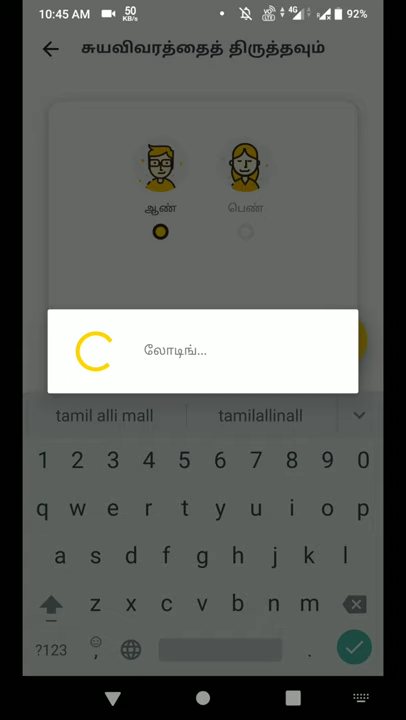 10:45 AM 50 KB/s VoLTE 4G R 92%
சுயவிவரத்தைத் திருத்தவும்
ஆண் பெண்
லோடிங்...
tamil alli mall tamilallinall
1 2 3 4 5 6 7 8 9 0
q w e r t y u i o p
a s d f g h j k l
z x c v b n m
?123 , .